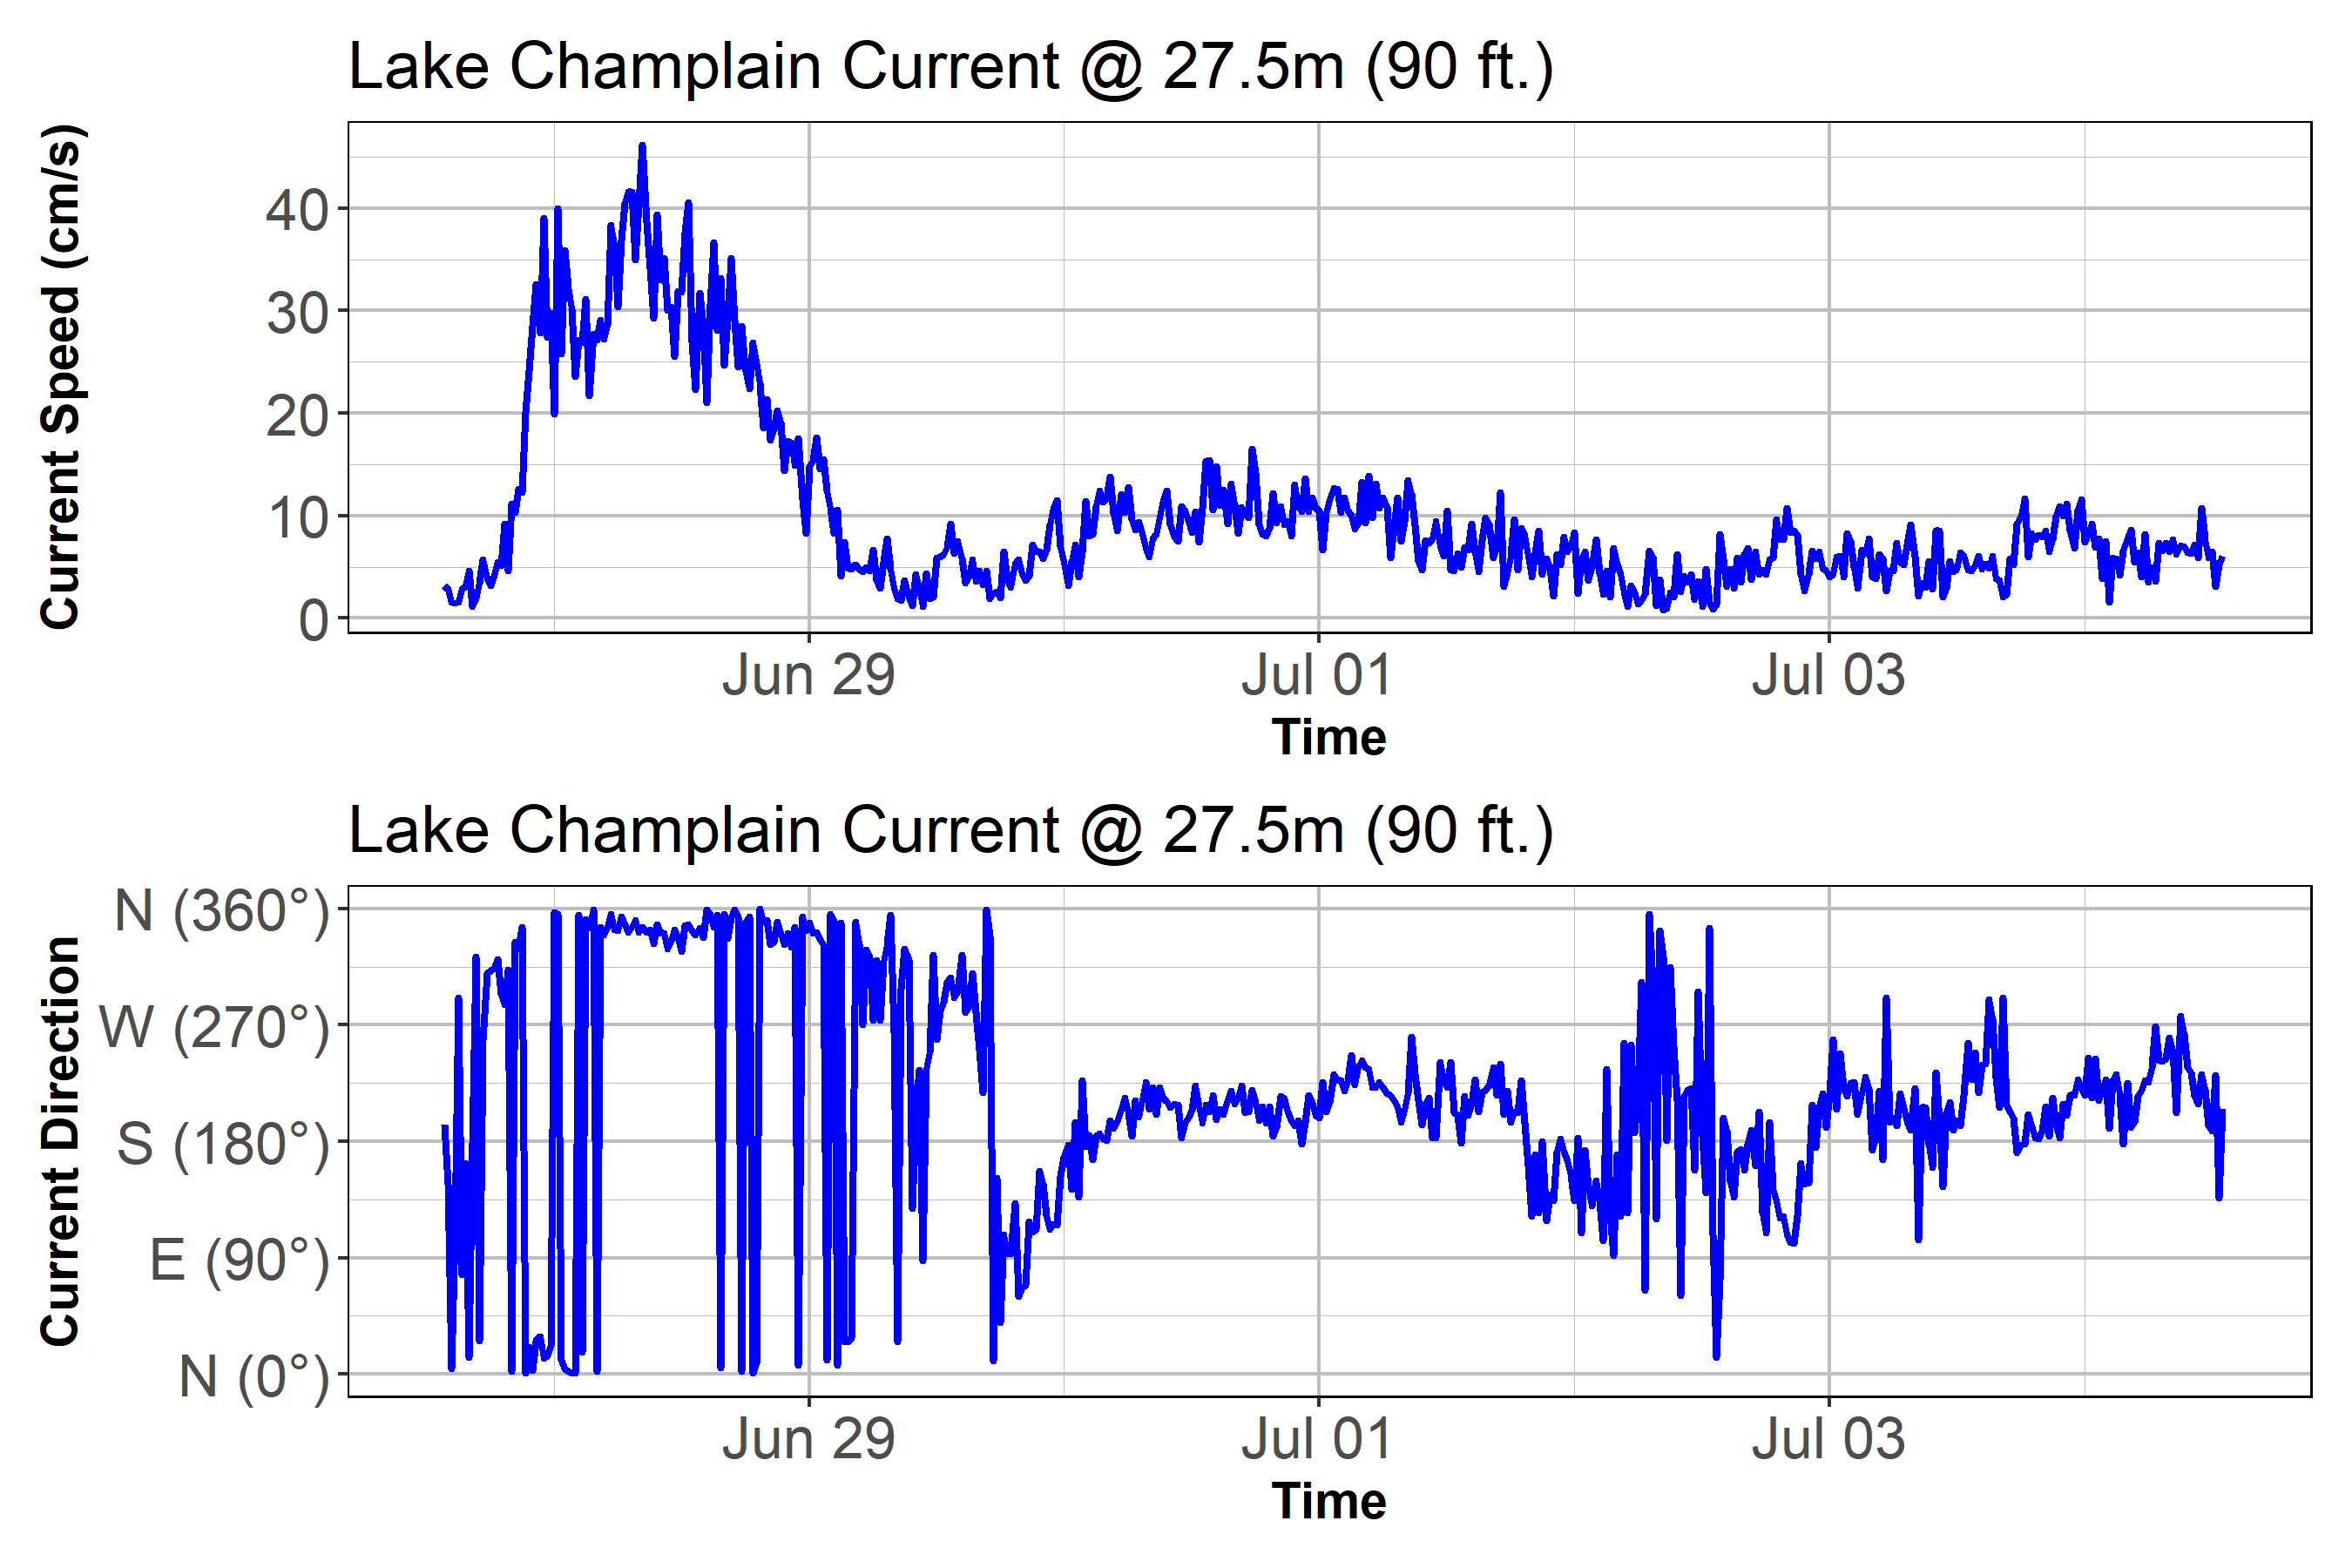 Lake Champlain Current @ 27.5m (90 ft.)
Current Speed (cm/s)
40
30
20
10
0
Jun 29
Jul 01
Jul 03
Time
Lake Champlain Current @ 27.5m (90 ft.)
Current Direction
N (360°)
W (270°)
S (180°)
E (90°)
N (0°)
Jun 29
Jul 01
Jul 03
Time